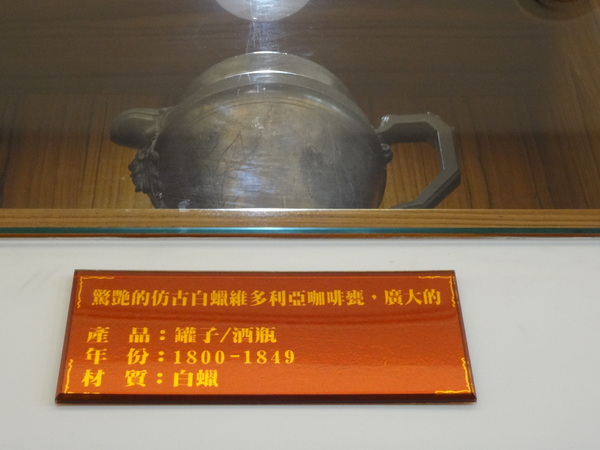 驚艷的仿古白蠟維多利亞咖啡甕，廣大的
產 品：罐子/酒瓶
年 份：1800-1849
材 質：白蠟